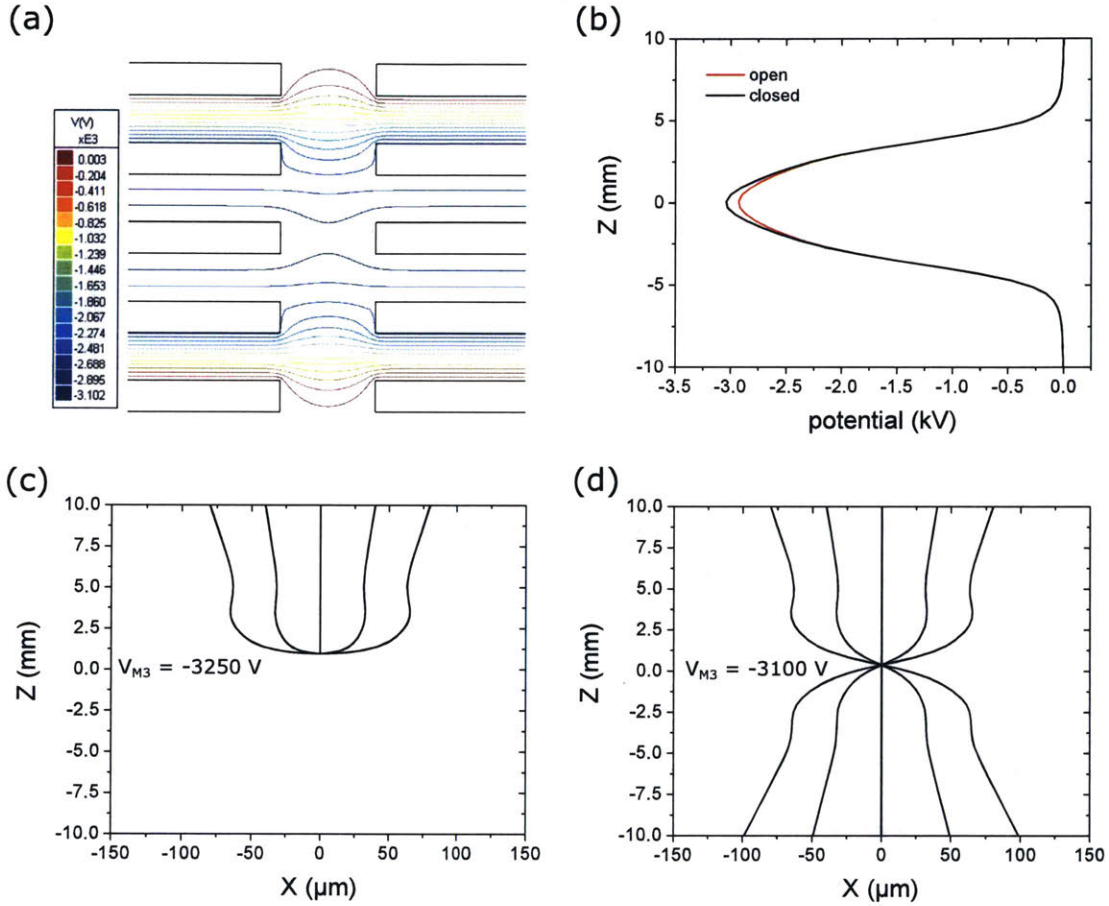 (a)
V(V)
xE3
0.003
-0.204
-0.411
-0.618
-0.825
-1.032
-1.239
-1.446
-1.653
-1.860
-2.067
-2.274
-2.481
-2.688
-2.895
-3.102
(b)
10
5
0
-5
-10
Z (mm)
open
closed
-3.5 -3.0 -2.5 -2.0 -1.5 -1.0 -0.5 0.0
potential (kV)
(c)
10.0
7.5
5.0
2.5
0.0
-2.5
-5.0
-7.5
-10.0
Z (mm)
VM3 = -3250 V
-150 -100 -50 0 50 100 150
X (µm)
(d)
10.0
7.5
5.0
2.5
0.0
-2.5
-5.0
-7.5
-10.0
Z (mm)
VM3 = -3100 V
-150 -100 -50 0 50 100 150
X (µm)